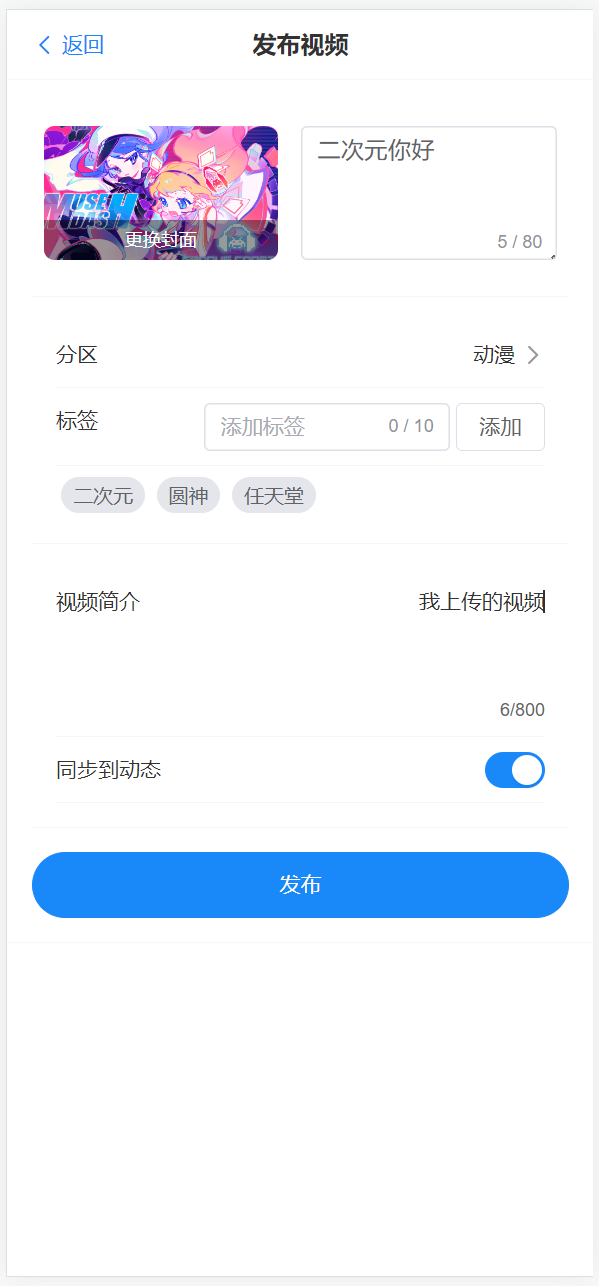 返回
发布视频
MUSE
DASH
更换封面
二次元你好
5 / 80
分区
动漫
标签
添加标签
0 / 10
添加
二次元
圆神
任天堂
视频简介
我上传的视频
6/800
同步到动态
发布